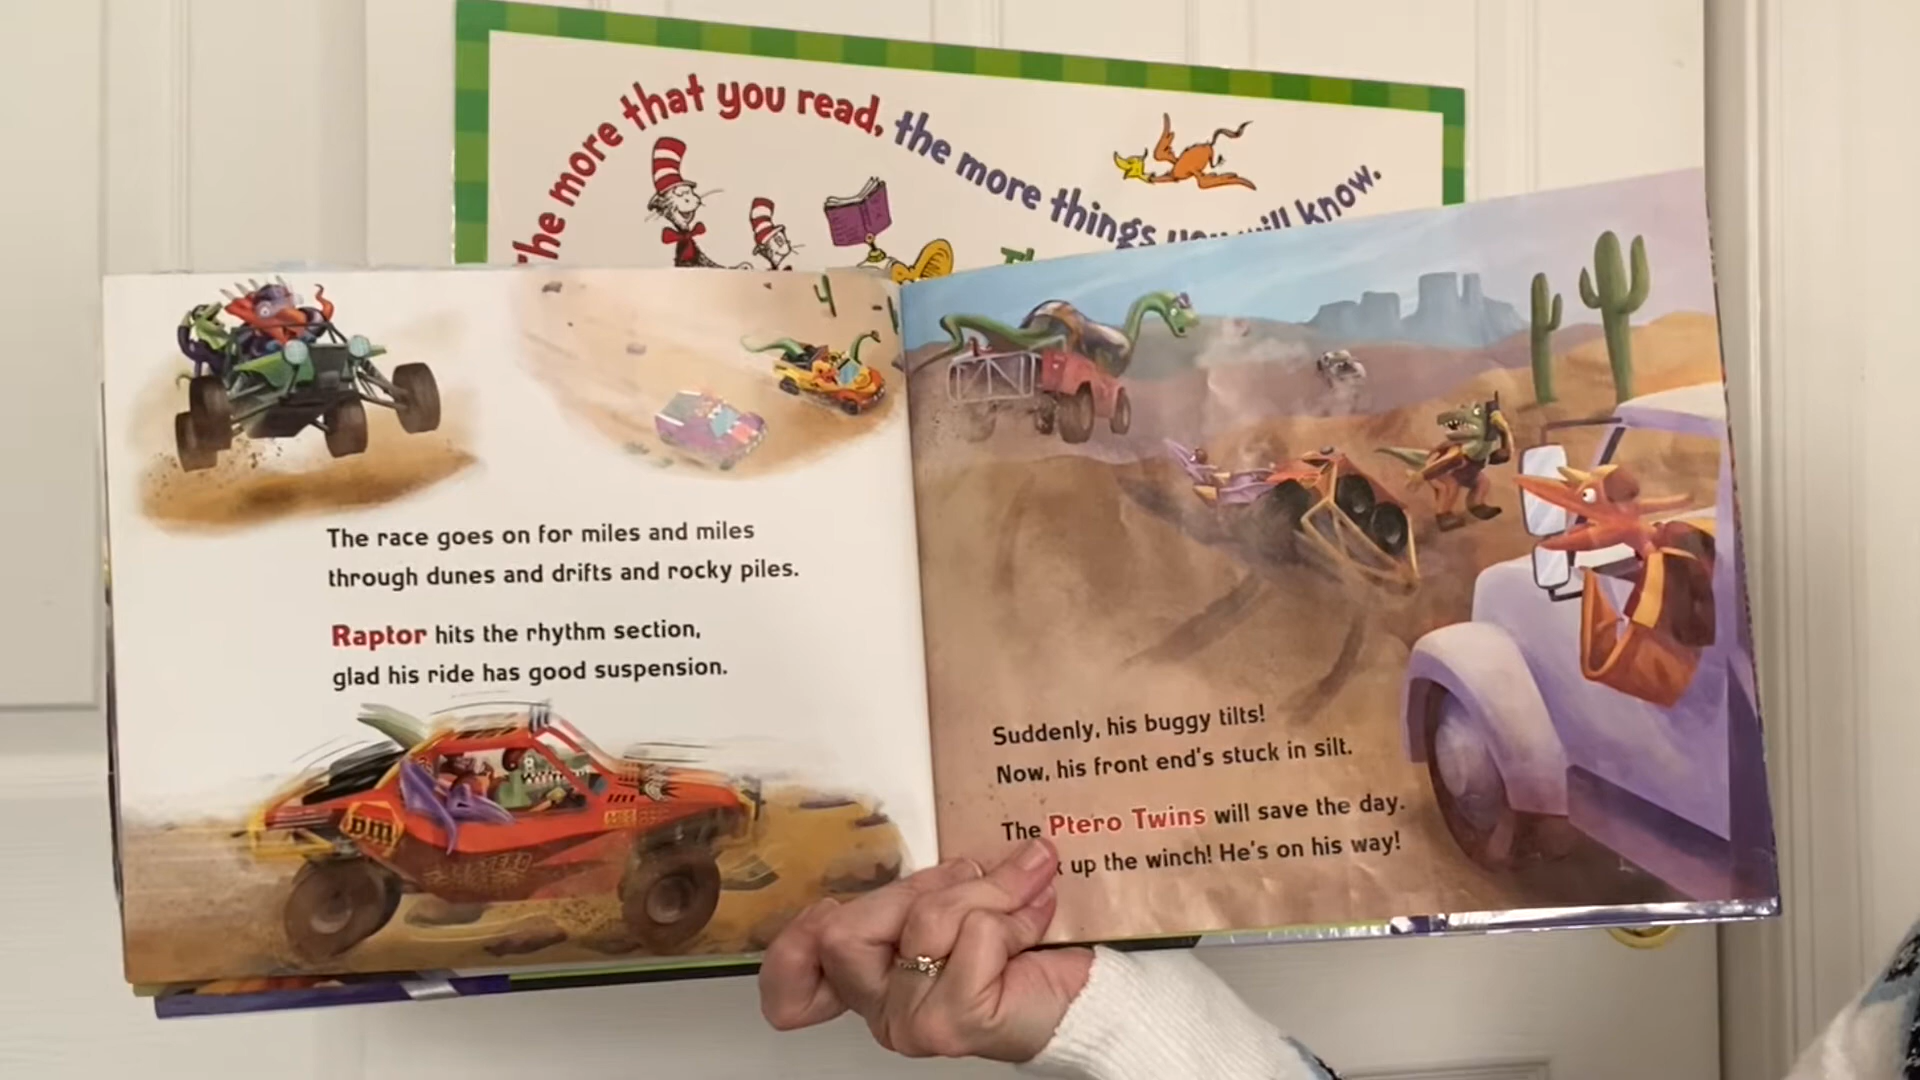 The more that you read, the more things you will know.
The race goes on for miles and miles
through dunes and drifts and rocky piles.
Raptor hits the rhythm section,
glad his ride has good suspension.
Suddenly, his buggy tilts!
Now, his front end's stuck in silt.
The Ptero Twins will save the day.
up the winch! He's on his way!